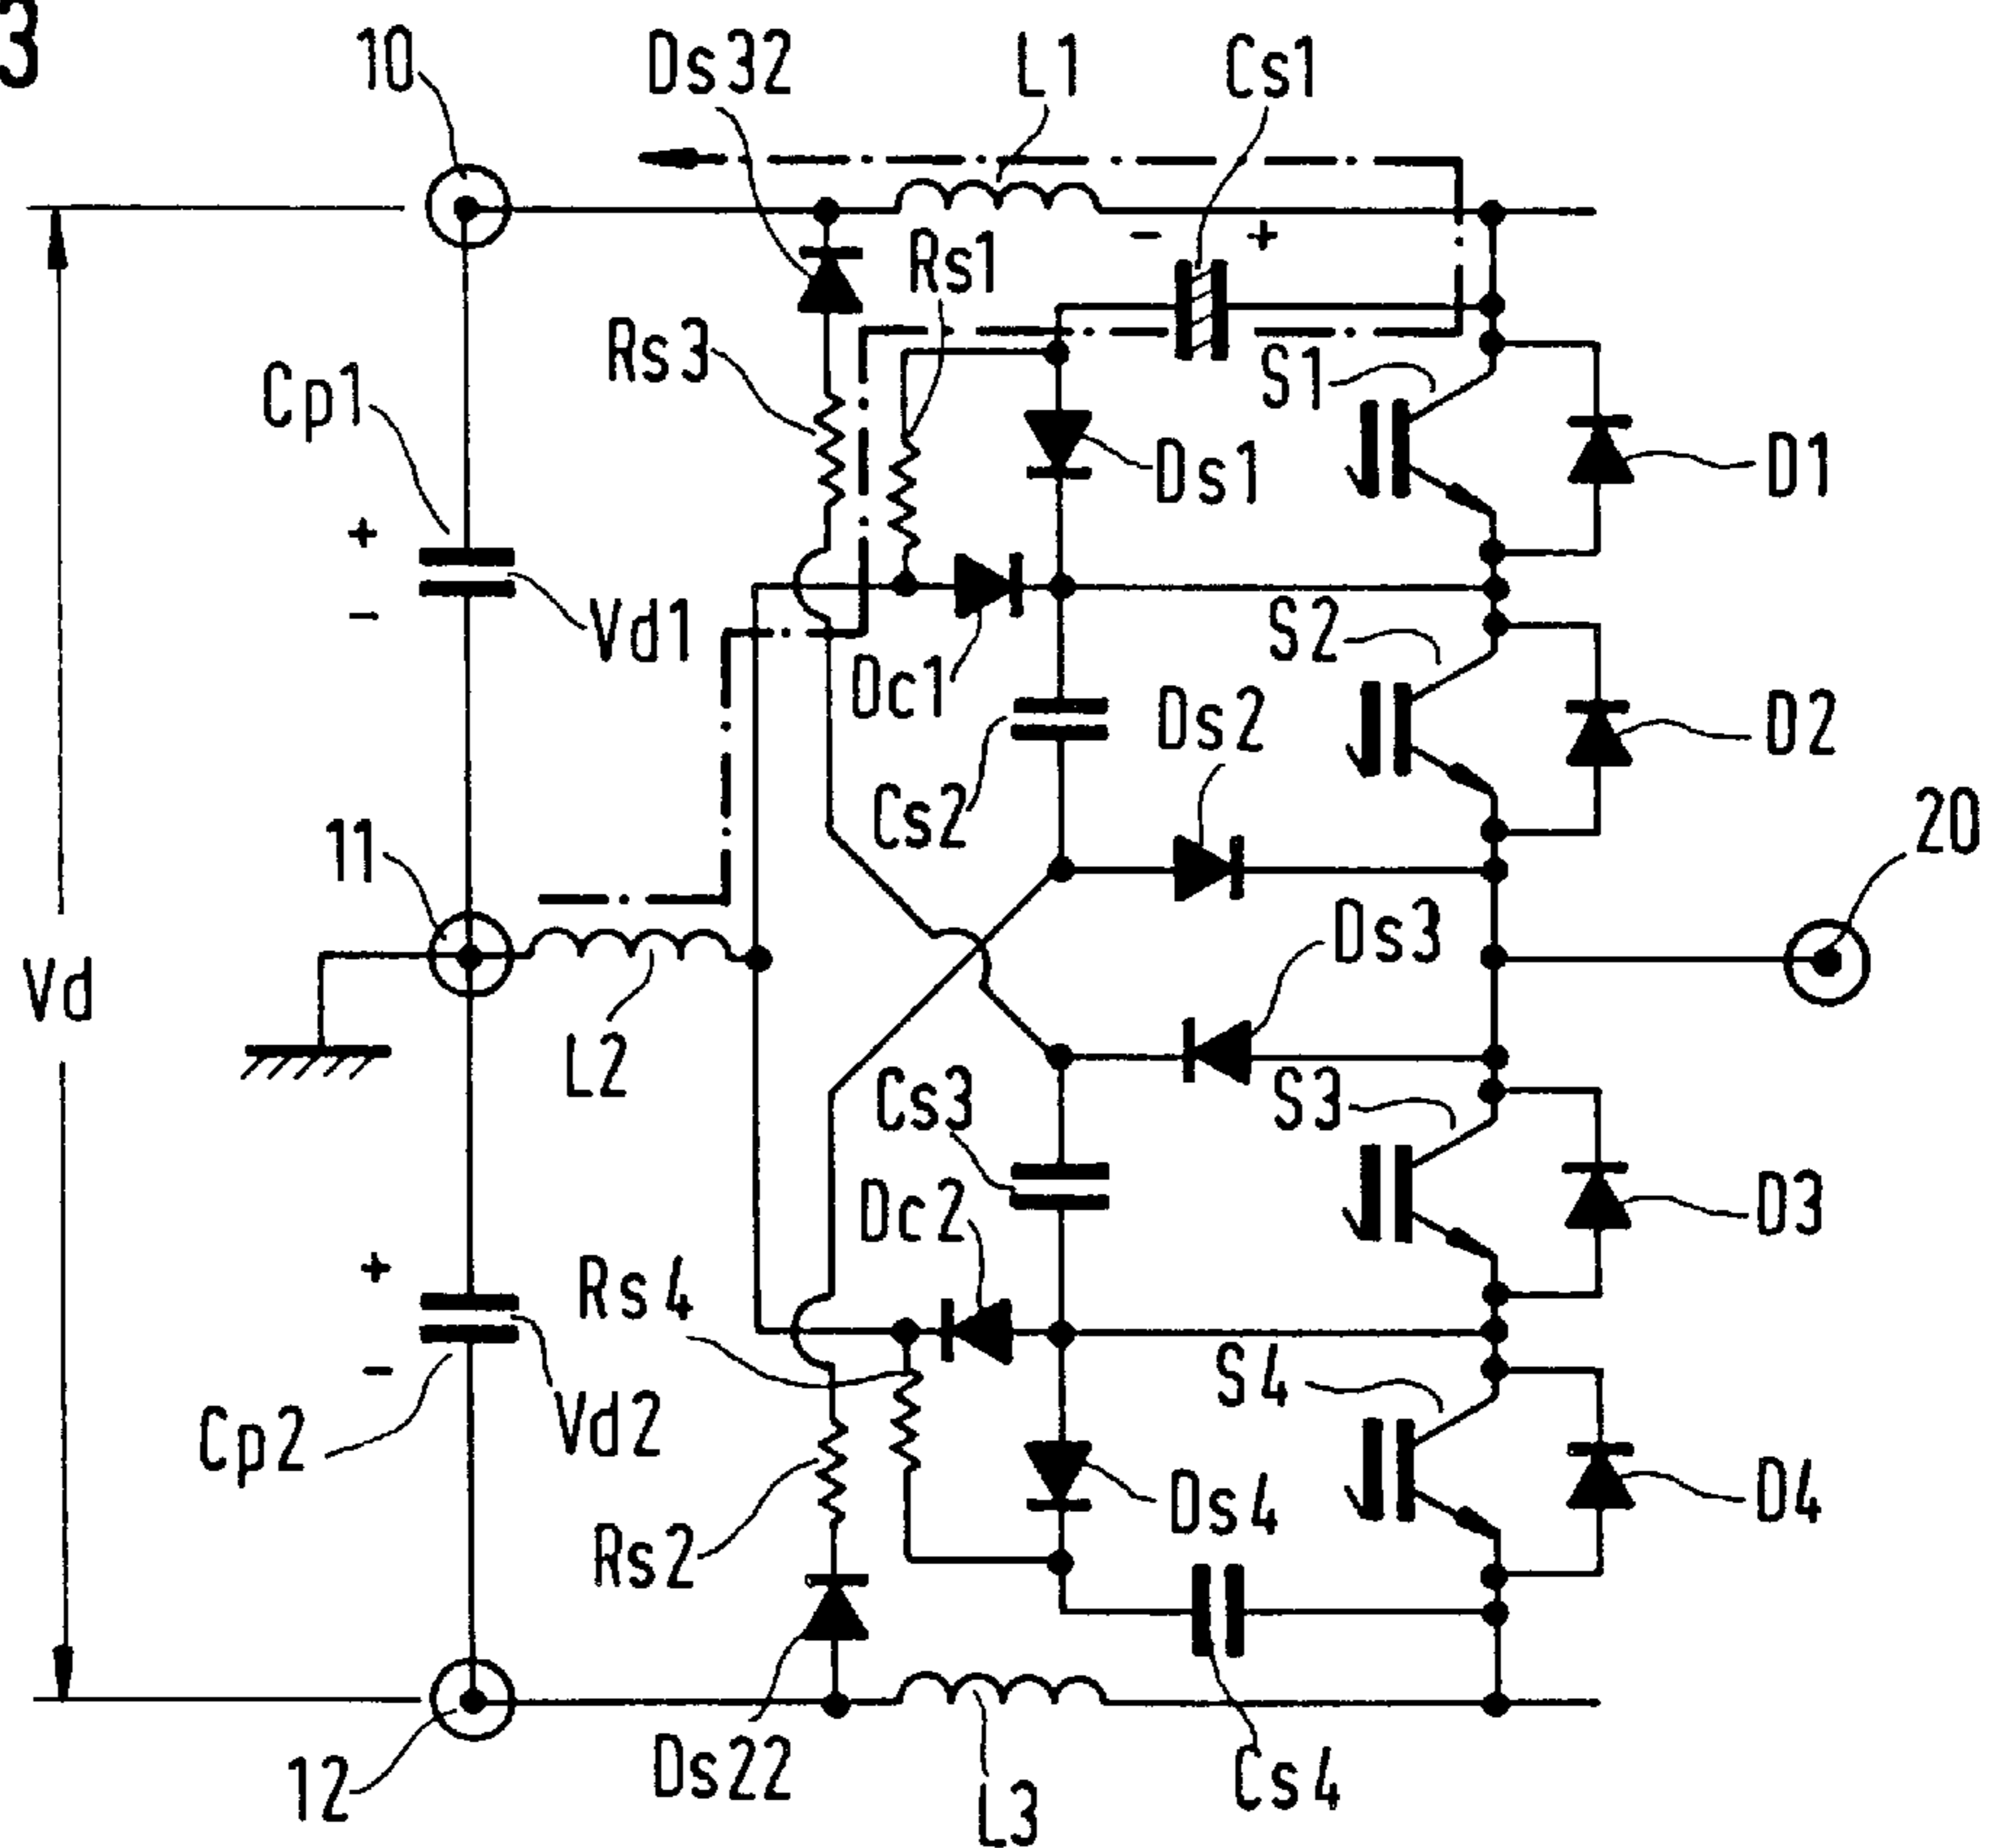 3
10
Ds32
L1
Cs1
- +
Rs1
Rs3
S1
Cp1
Ds1
D1
+
Vd1
-
S2
Dc1
Ds2
D2
Cs2
20
11
Ds3
Vd
L2
Cs3
S3
Dc2
D3
Rs4
+
S4
-
Vd2
Cp2
Ds4
D4
Rs2
Ds22
12
L3
Cs4